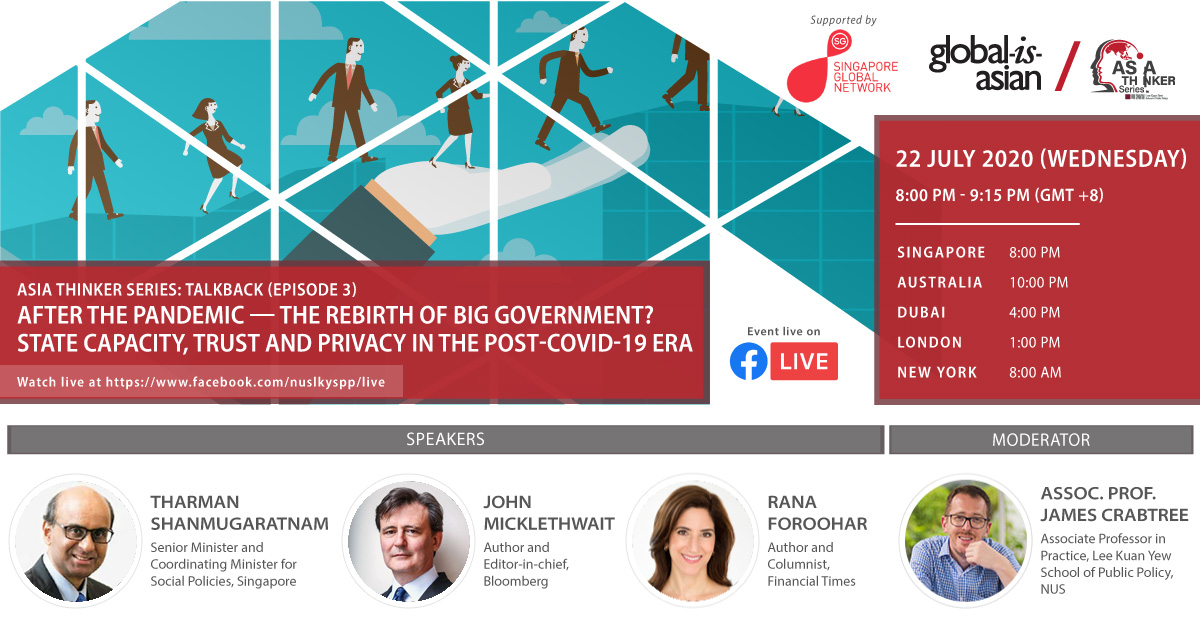 Supported by
SG
SINGAPORE
GLOBAL
NETWORK
global-is-
asian
ASIA
THINKER
Series
22 JULY 2020 (WEDNESDAY)
8:00 PM - 9:15 PM (GMT +8)
SINGAPORE 8:00 PM
AUSTRALIA 10:00 PM
DUBAI 4:00 PM
LONDON 1:00 PM
NEW YORK 8:00 AM
ASIA THINKER SERIES: TALKBACK (EPISODE 3)
AFTER THE PANDEMIC — THE REBIRTH OF BIG GOVERNMENT?
STATE CAPACITY, TRUST AND PRIVACY IN THE POST-COVID-19 ERA
Watch live at https://www.facebook.com/nuslkyspp/live
Event live on
LIVE
SPEAKERS
THARMAN
SHANMUGARATNAM
Senior Minister and
Coordinating Minister for
Social Policies, Singapore
JOHN
MICKLETHWAIT
Author and
Editor-in-chief,
Bloomberg
RANA
FOROOHAR
Author and
Columnist,
Financial Times
MODERATOR
ASSOC. PROF.
JAMES CRABTREE
Associate Professor in
Practice, Lee Kuan Yew
School of Public Policy,
NUS